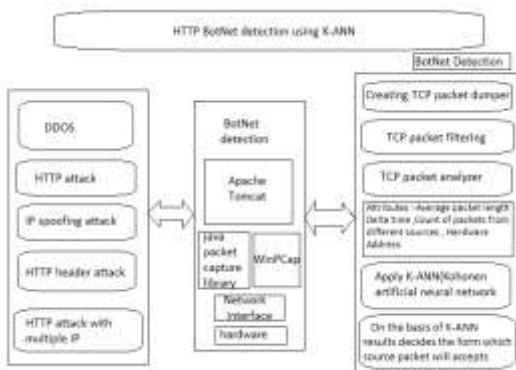 HTTP BotNet detection using K-ANN
DDOS
HTTP attack
IP spoofing attack
HTTP header attack
HTTP attack with
multiple IP
BotNet
detection
Apache
Tomcat
java
packet
capture
library
WinPCap
Network
Interface
hardware
BotNet Detection
Creating TCP packet dumper
TCP packet filtering
TCP packet analyzer
Attributes :-Average packet length
Delta time ,Count of packets from
different sources , Hardware
Address
Apply K-ANN(Kohonen
artificial neural network
On the basis of K-ANN
results decides the form which
source packet will accepts